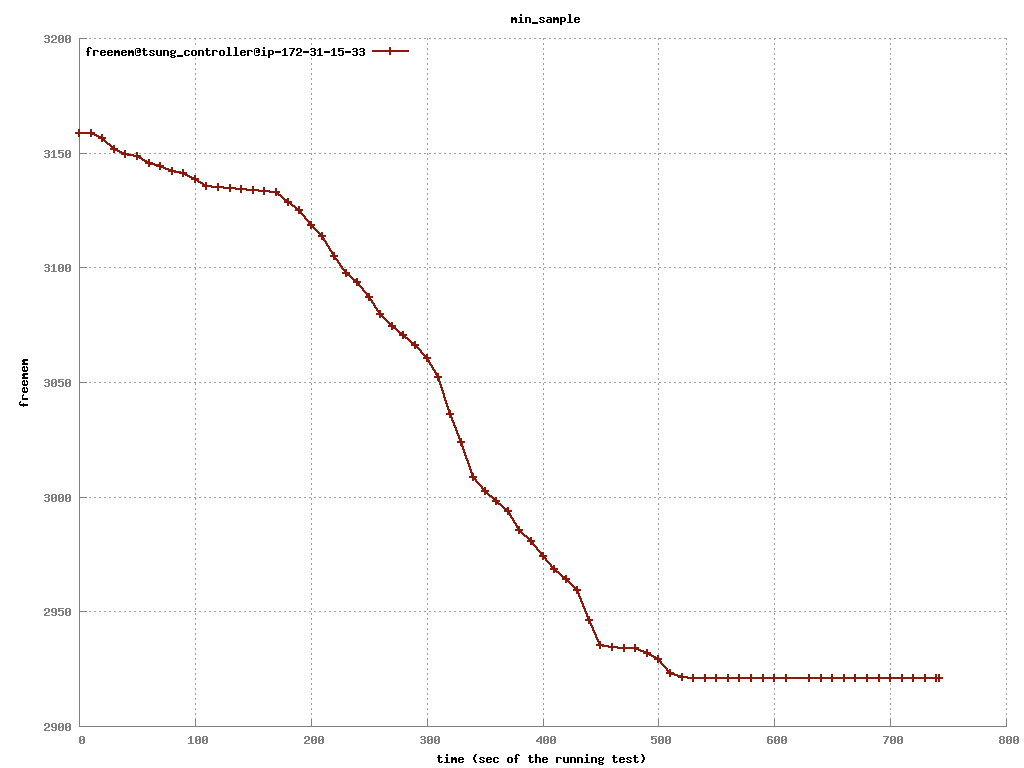 min_sample
freemem@tsung_controller@ip-172-31-15-33
3200
3150
3100
3050
3000
2950
2900
freemem
0 100 200 300 400 500 600 700 800
time (sec of the running test)